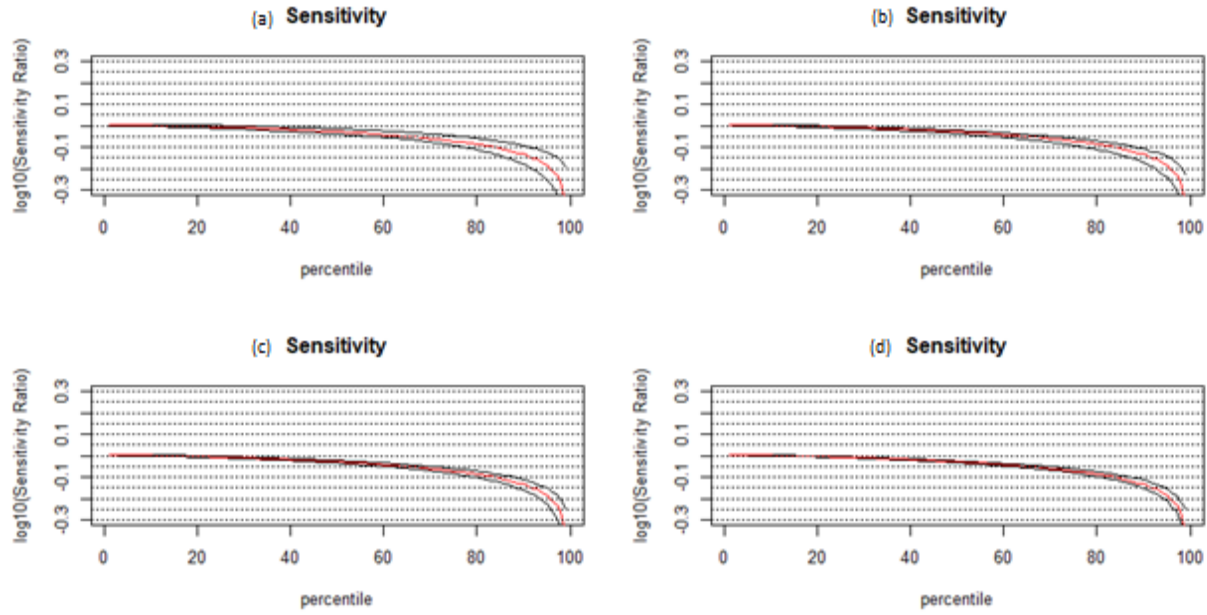 (a) Sensitivity
log10(Sensitivity Ratio)
0.3
0.1
-0.1
-0.3
0 20 40 60 80 100
percentile
(b) Sensitivity
log10(Sensitivity Ratio)
0.3
0.1
-0.1
-0.3
0 20 40 60 80 100
percentile
(c) Sensitivity
log10(Sensitivity Ratio)
0.3
0.1
-0.1
-0.3
0 20 40 60 80 100
percentile
(d) Sensitivity
log10(Sensitivity Ratio)
0.3
0.1
-0.1
-0.3
0 20 40 60 80 100
percentile